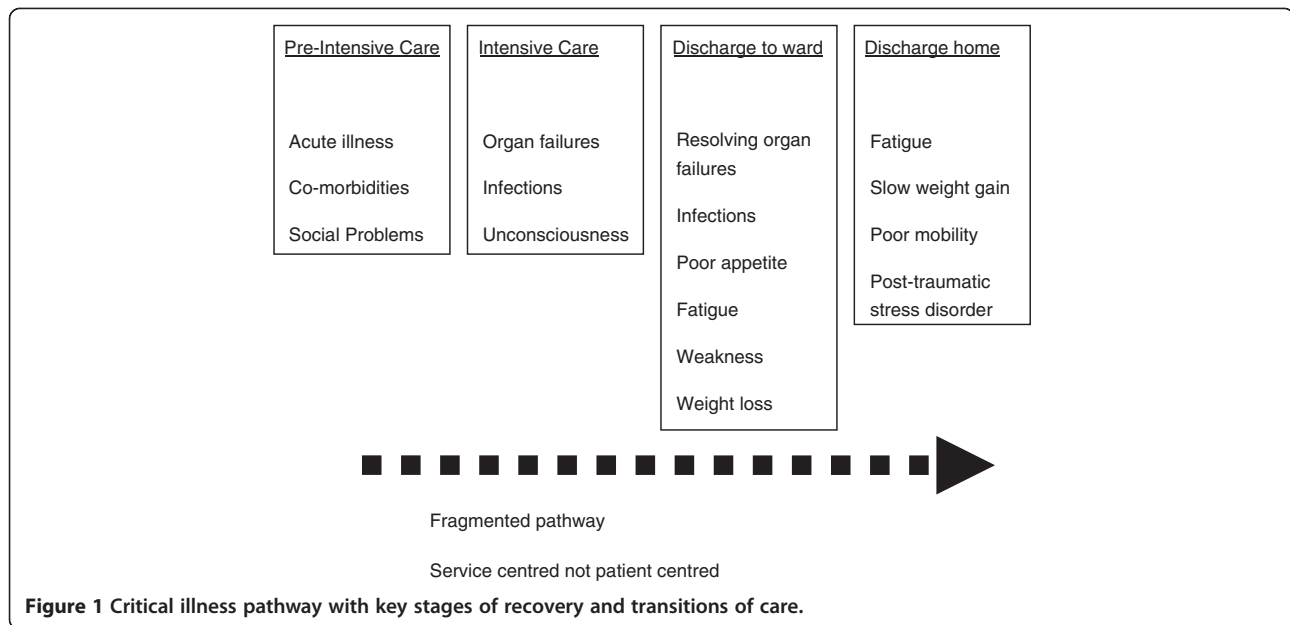 Pre-Intensive Care
Acute illness
Co-morbidities
Social Problems
Intensive Care
Organ failures
Infections
Unconsciousness
Discharge to ward
Resolving organ
failures
Infections
Poor appetite
Fatigue
Weakness
Weight loss
Discharge home
Fatigue
Slow weight gain
Poor mobility
Post-traumatic
stress disorder
Fragmented pathway
Service centred not patient centred
Figure 1 Critical illness pathway with key stages of recovery and transitions of care.